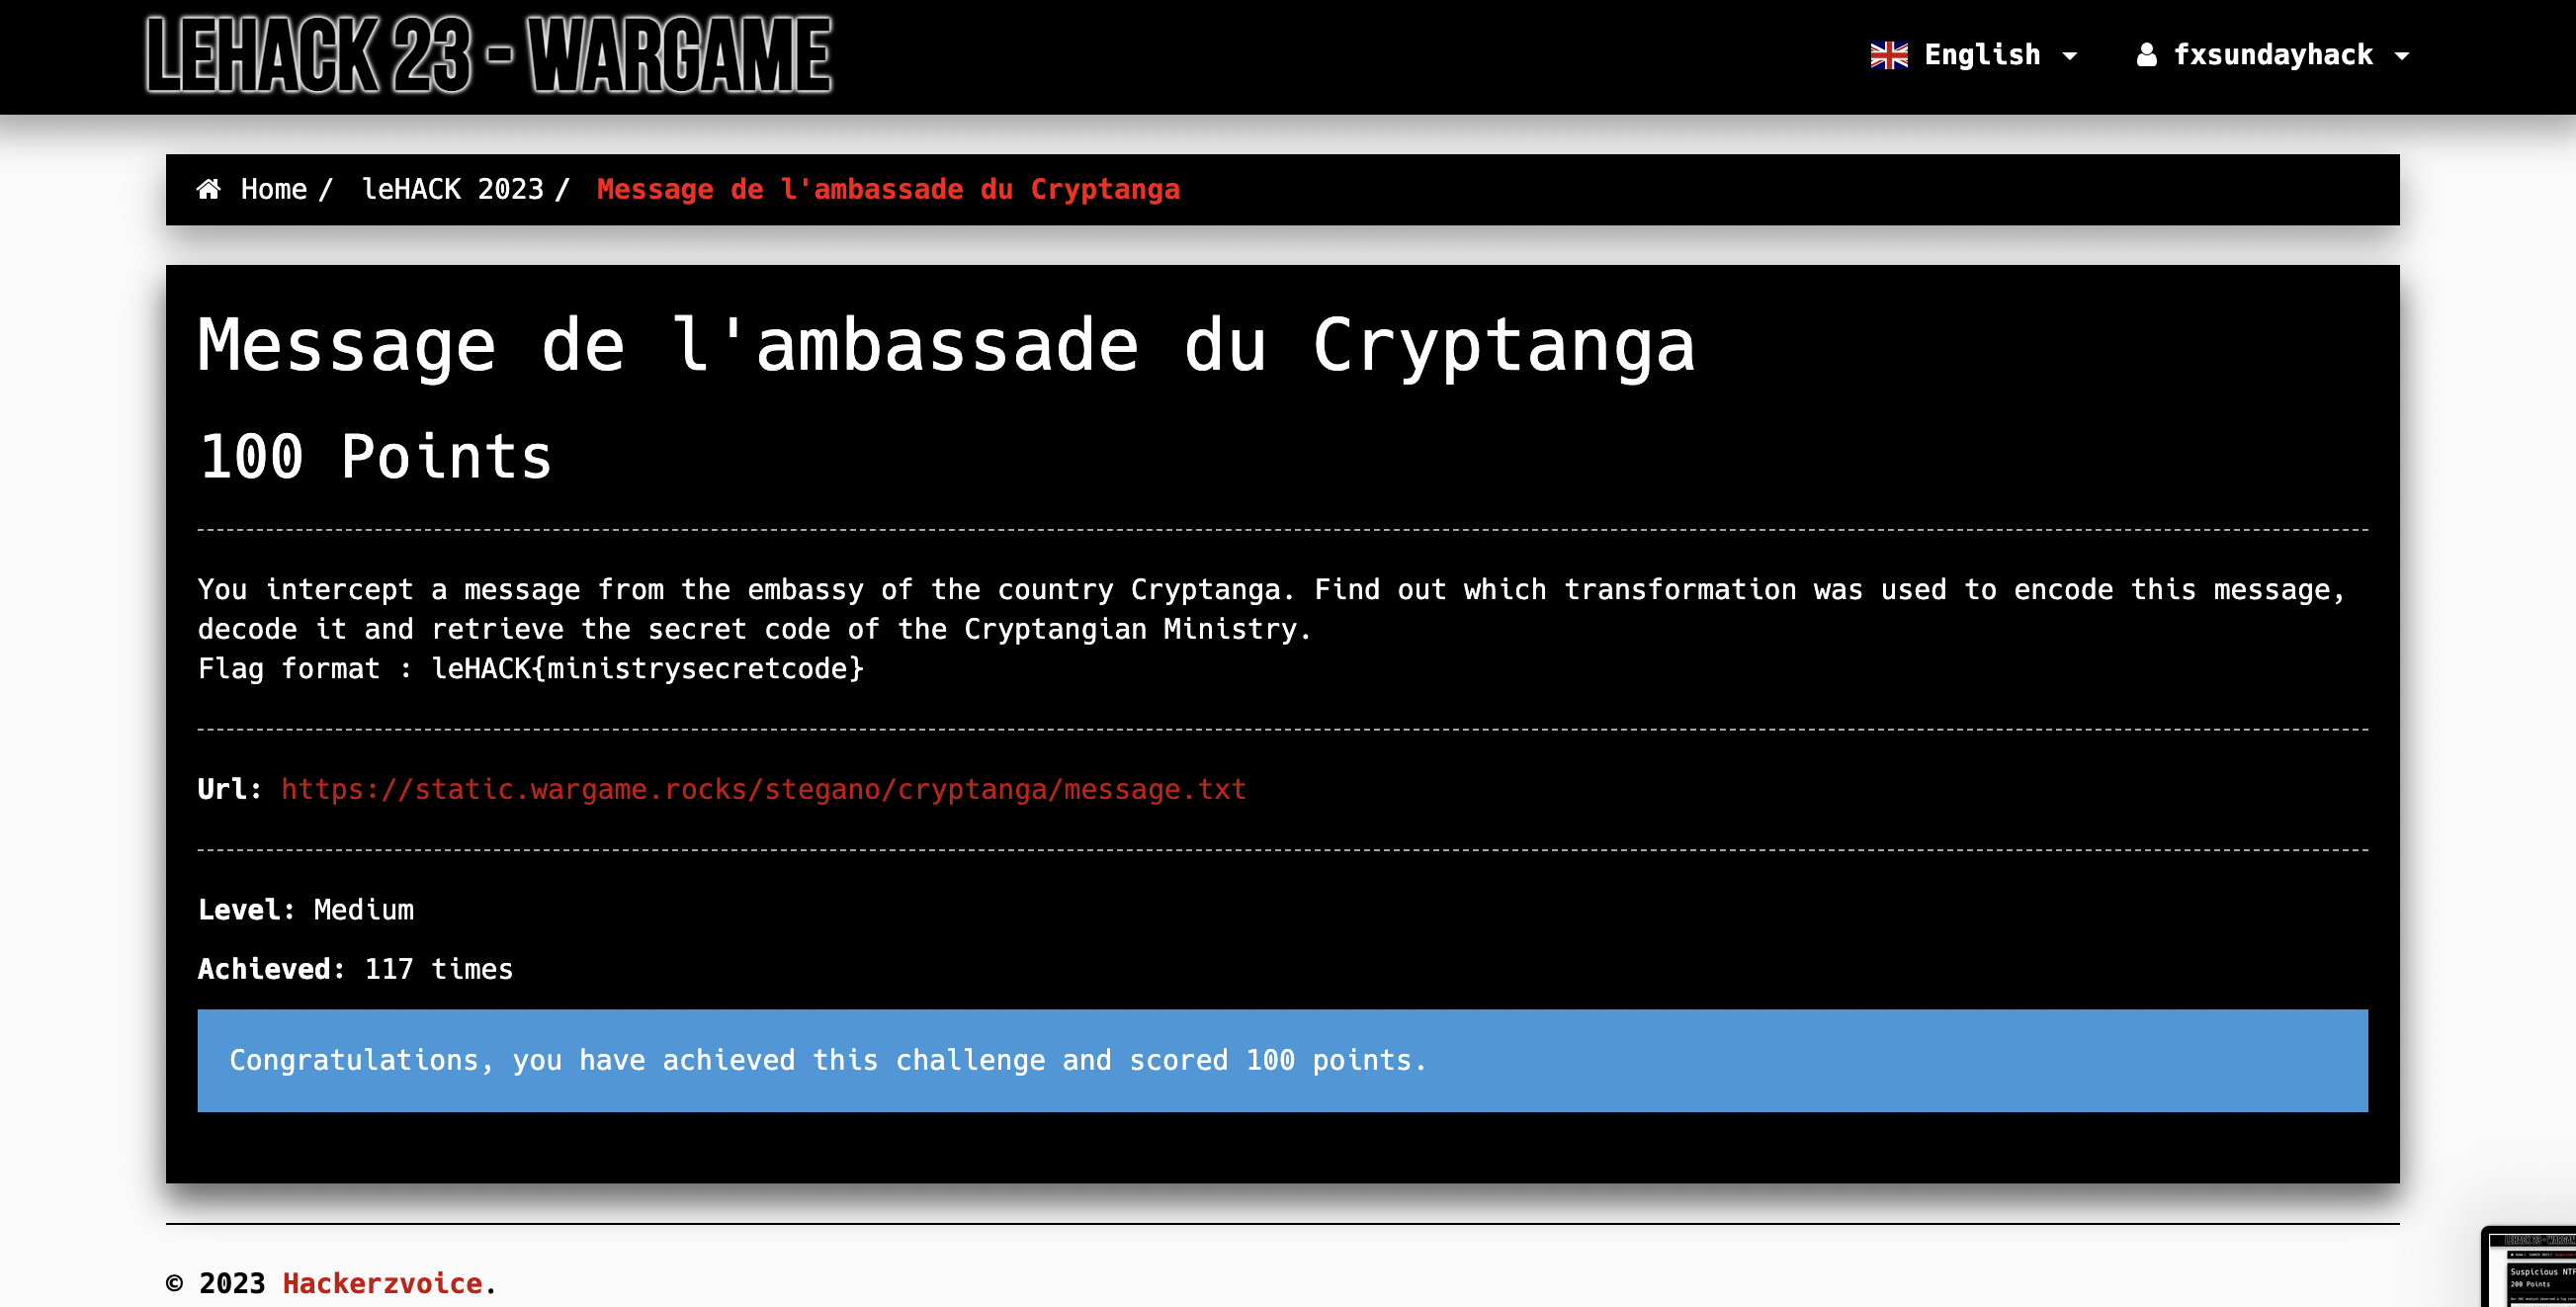 LEHACK 23 - WARGAME
English
fxsundayhack
Home / leHACK 2023 / Message de l'ambassade du Cryptanga
Message de l'ambassade du Cryptanga
100 Points
You intercept a message from the embassy of the country Cryptanga. Find out which transformation was used to encode this message,
decode it and retrieve the secret code of the Cryptangian Ministry.
Flag format : leHACK{ministrysecretcode}
Url: https://static.wargame.rocks/stegano/cryptanga/message.txt
Level: Medium
Achieved: 117 times
Congratulations, you have achieved this challenge and scored 100 points.
© 2023 Hackerzvoice.
Suspicious NTF
200 Points